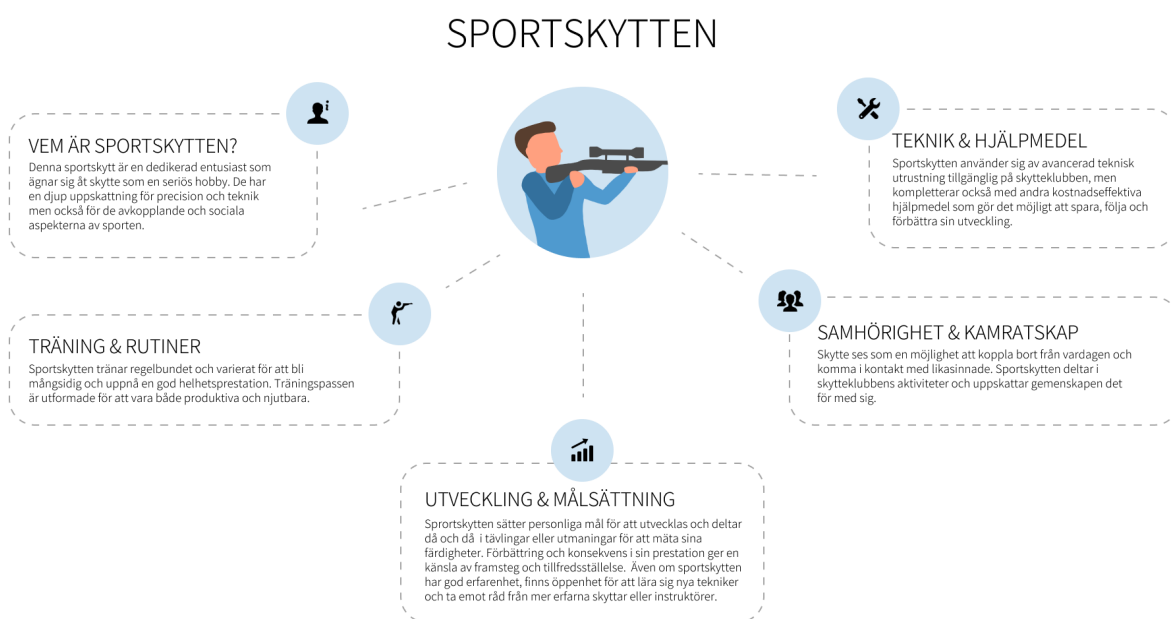 SPORTSKYTTEN
VEM ÄR SPORTSKYTTEN?
Denna sportskytt är en dedikerad entusiast som
ägnar sig åt skytte som en seriös hobby. De har
en djup uppskattning för precision och teknik
men också för de avkopplande och sociala
aspekterna av sporten.
TEKNIK & HJÄLPMEDEL
Sportskytten använder sig av avancerad teknisk
utrustning tillgänglig på skytteklubben, men
kompletterar också med andra kostnadseffektiva
hjälpmedel som gör det möjligt att spara, följa och
förbättra sin utveckling.
TRÄNING & RUTINER
Sportskytten tränar regelbundet och varierat för att bli
mångsidig och uppnå en god helhetsprestation. Träningspassen
är utformade för att vara både produktiva och njutbara.
SAMHÖRIGHET & KAMRATSKAP
Skytte ses som en möjlighet att koppla bort från vardagen och
komma i kontakt med likasinnade. Sportskytten deltar i
skytteklubbens aktiviteter och uppskattar gemenskapen det
för med sig.
UTVECKLING & MÅLSÄTTNING
Sprortskytten sätter personliga mål för att utvecklas och deltar
då och då i tävlingar eller utmaningar för att mäta sina
färdigheter. Förbättring och konsekvens i sin prestation ger en
känsla av framsteg och tillfredsställelse. Även om sportskytten
har god erfarenhet, finns öppenhet för att lära sig nya tekniker
och ta emot råd från mer erfarna skyttar eller instruktörer.